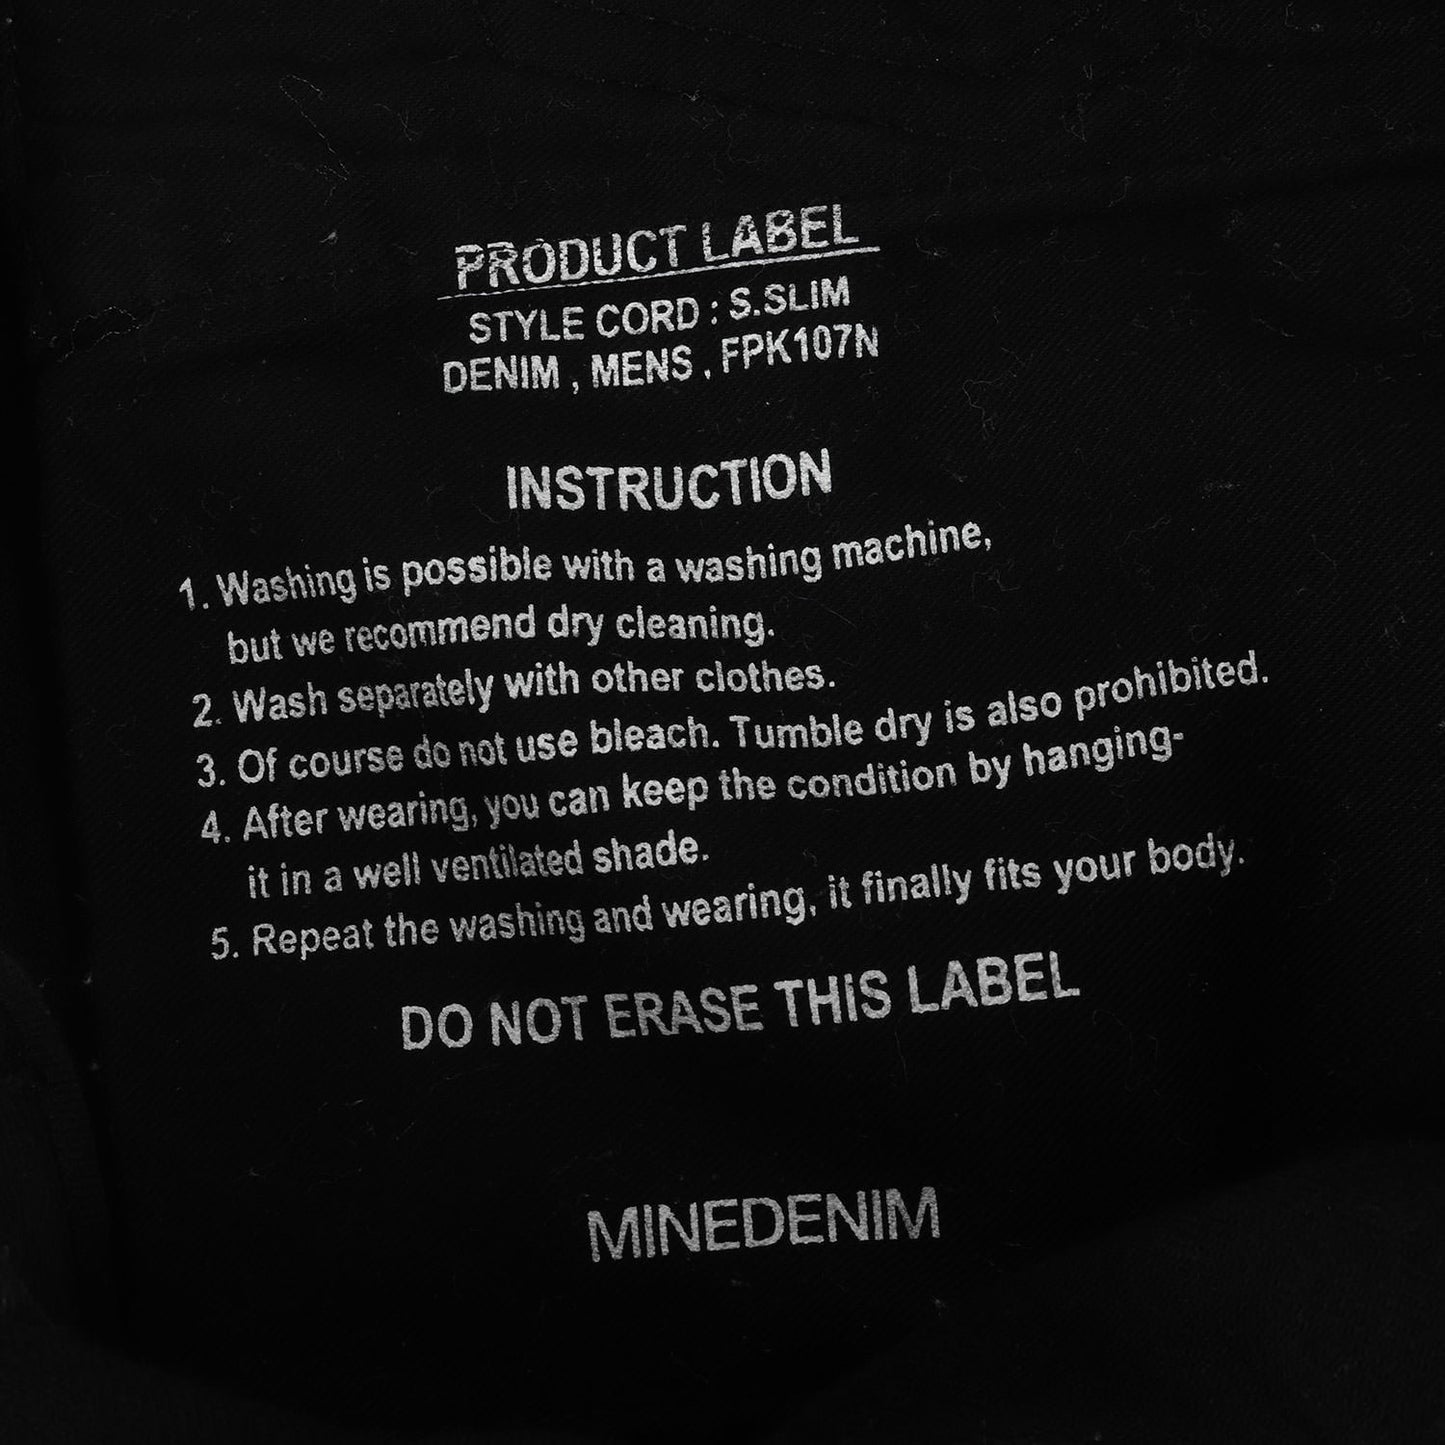 PRODUCT LABEL
STYLE CORD : S.SLIM
DENIM , MENS , FPK107N
INSTRUCTION
1. Washing is possible with a washing machine,
but we recommend dry cleaning.
2. Wash separately with other clothes.
3. Of course do not use bleach. Tumble dry is also prohibited.
4. After wearing, you can keep the condition by hanging-
it in a well ventilated shade.
5. Repeat the washing and wearing, it finally fits your body.
DO NOT ERASE THIS LABEL
MINEDENIM